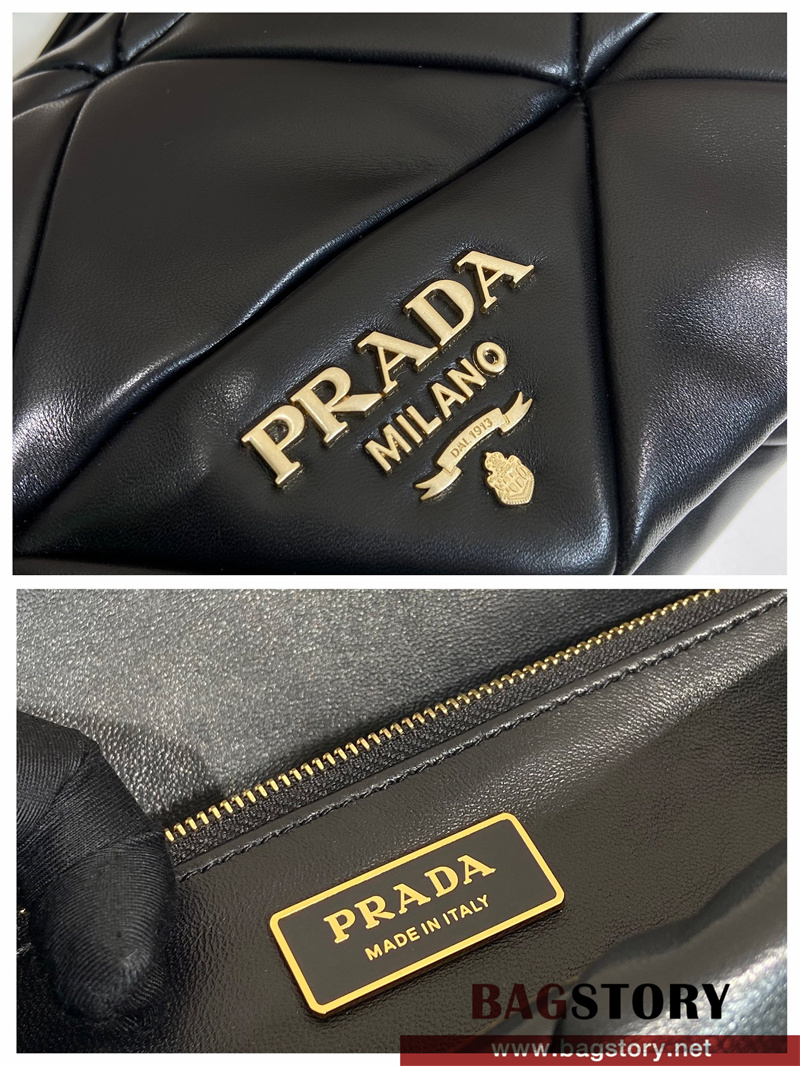 PRADA
MILANO
DAL 1913
PRADA
MADE IN ITALY
BAGSTORY
www.bagstory.net